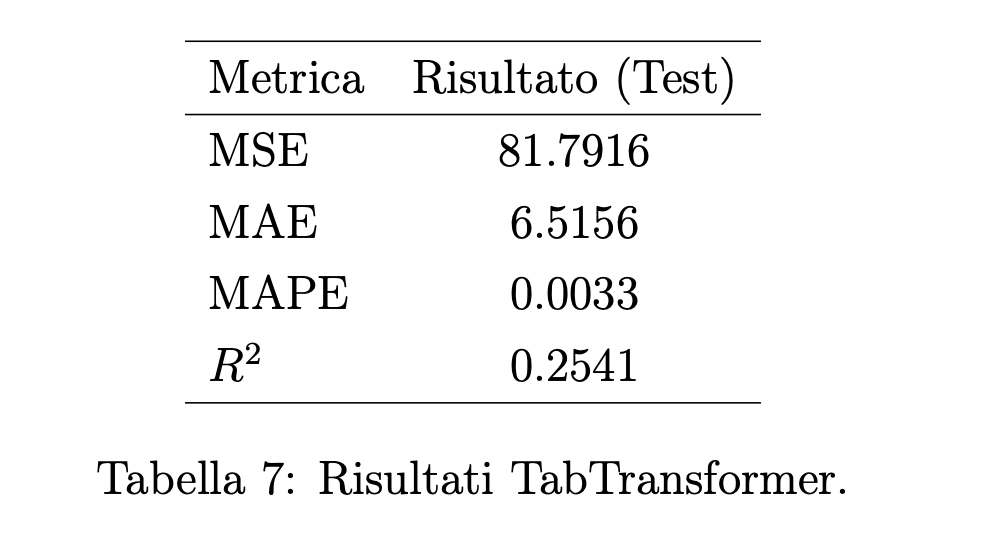 Metrica Risultato (Test)
MSE 81.7916
MAE 6.5156
MAPE 0.0033
R² 0.2541
Tabella 7: Risultati TabTransformer.